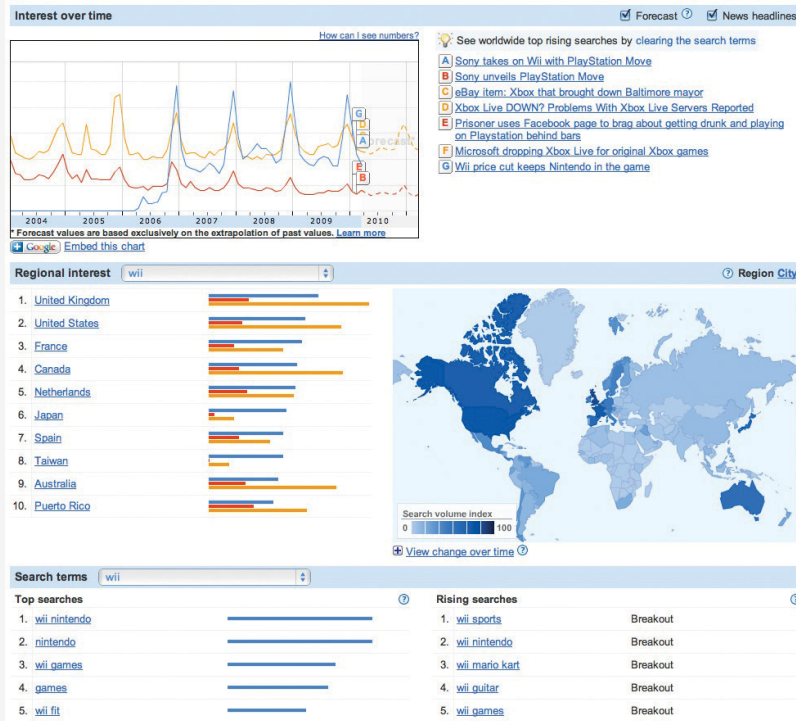 Interest over time
Forecast ? News headlines
How can I see numbers?
Forecast
G
D
A
E
B
2004 2005 2006 2007 2008 2009 2010
* Forecast values are based exclusively on the extrapolation of past values. Learn more
+ Google Embed this chart
See worldwide top rising searches by clearing the search terms
A Sony takes on Wii with PlayStation Move
B Sony unveils PlayStation Move
C eBay item: Xbox that brought down Baltimore mayor
D Xbox Live DOWN? Problems With Xbox Live Servers Reported
E Prisoner uses Facebook page to brag about getting drunk and playing
on Playstation behind bars
F Microsoft dropping Xbox Live for original Xbox games
G Wii price cut keeps Nintendo in the game
Regional interest wii
? Region City
1. United Kingdom
2. United States
3. France
4. Canada
5. Netherlands
6. Japan
7. Spain
8. Taiwan
9. Australia
10. Puerto Rico
Search volume index
0 100
+ View change over time ?
Search terms wii
Top searches ?
1. wii nintendo
2. nintendo
3. wii games
4. games
5. wii fit
Rising searches
1. wii sports Breakout
2. wii nintendo Breakout
3. wii mario kart Breakout
4. wii guitar Breakout
5. wii games Breakout